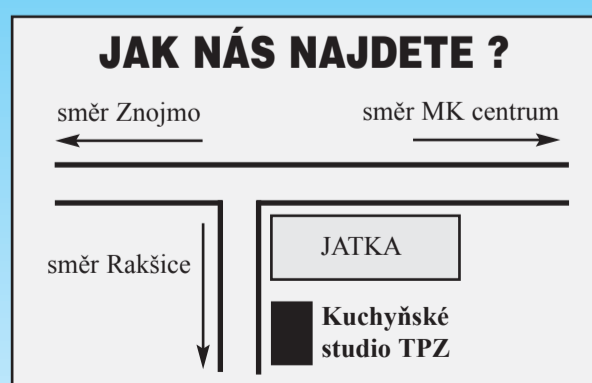 JAK NÁS NAJDETE ?
směr Znojmo
směr MK centrum
JATKA
směr Rakšice
Kuchyňské
studio TPZ